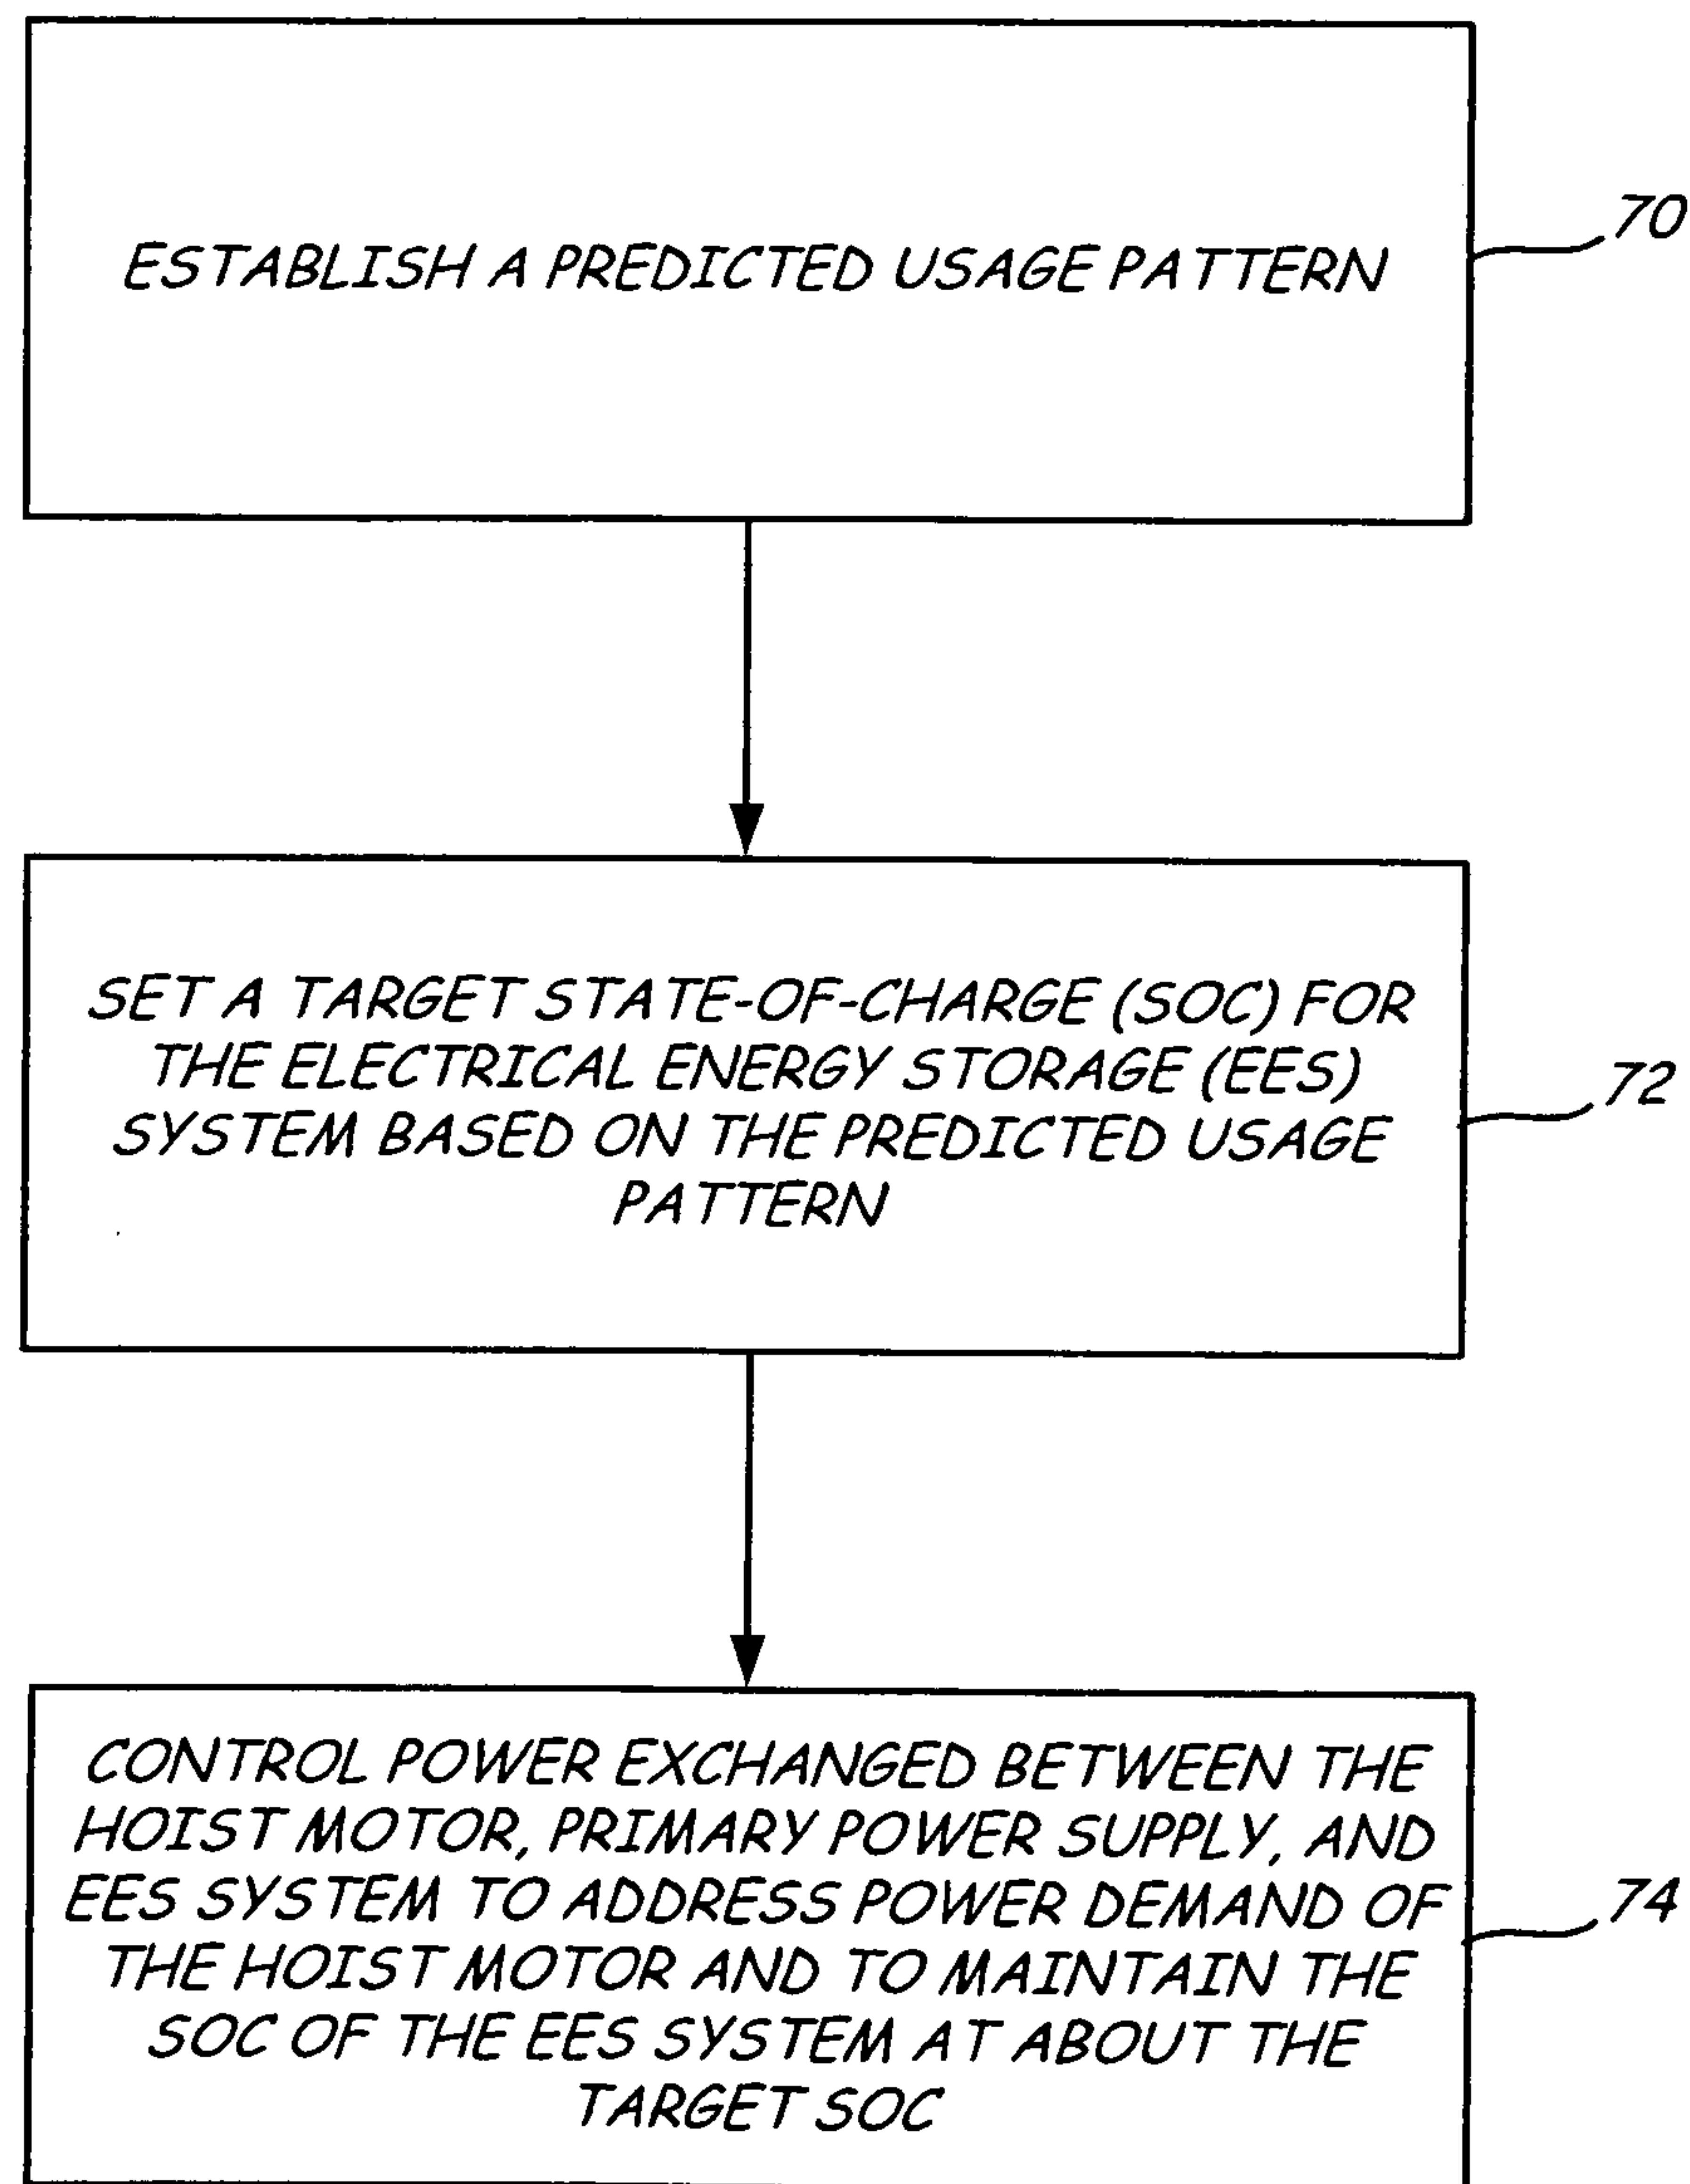 ESTABLISH A PREDICTED USAGE PATTERN
70
SET A TARGET STATE-OF-CHARGE (SOC) FOR
THE ELECTRICAL ENERGY STORAGE (EES)
SYSTEM BASED ON THE PREDICTED USAGE
PATTERN
72
CONTROL POWER EXCHANGED BETWEEN THE
HOIST MOTOR, PRIMARY POWER SUPPLY, AND
EES SYSTEM TO ADDRESS POWER DEMAND OF
THE HOIST MOTOR AND TO MAINTAIN THE
SOC OF THE EES SYSTEM AT ABOUT THE
TARGET SOC
74